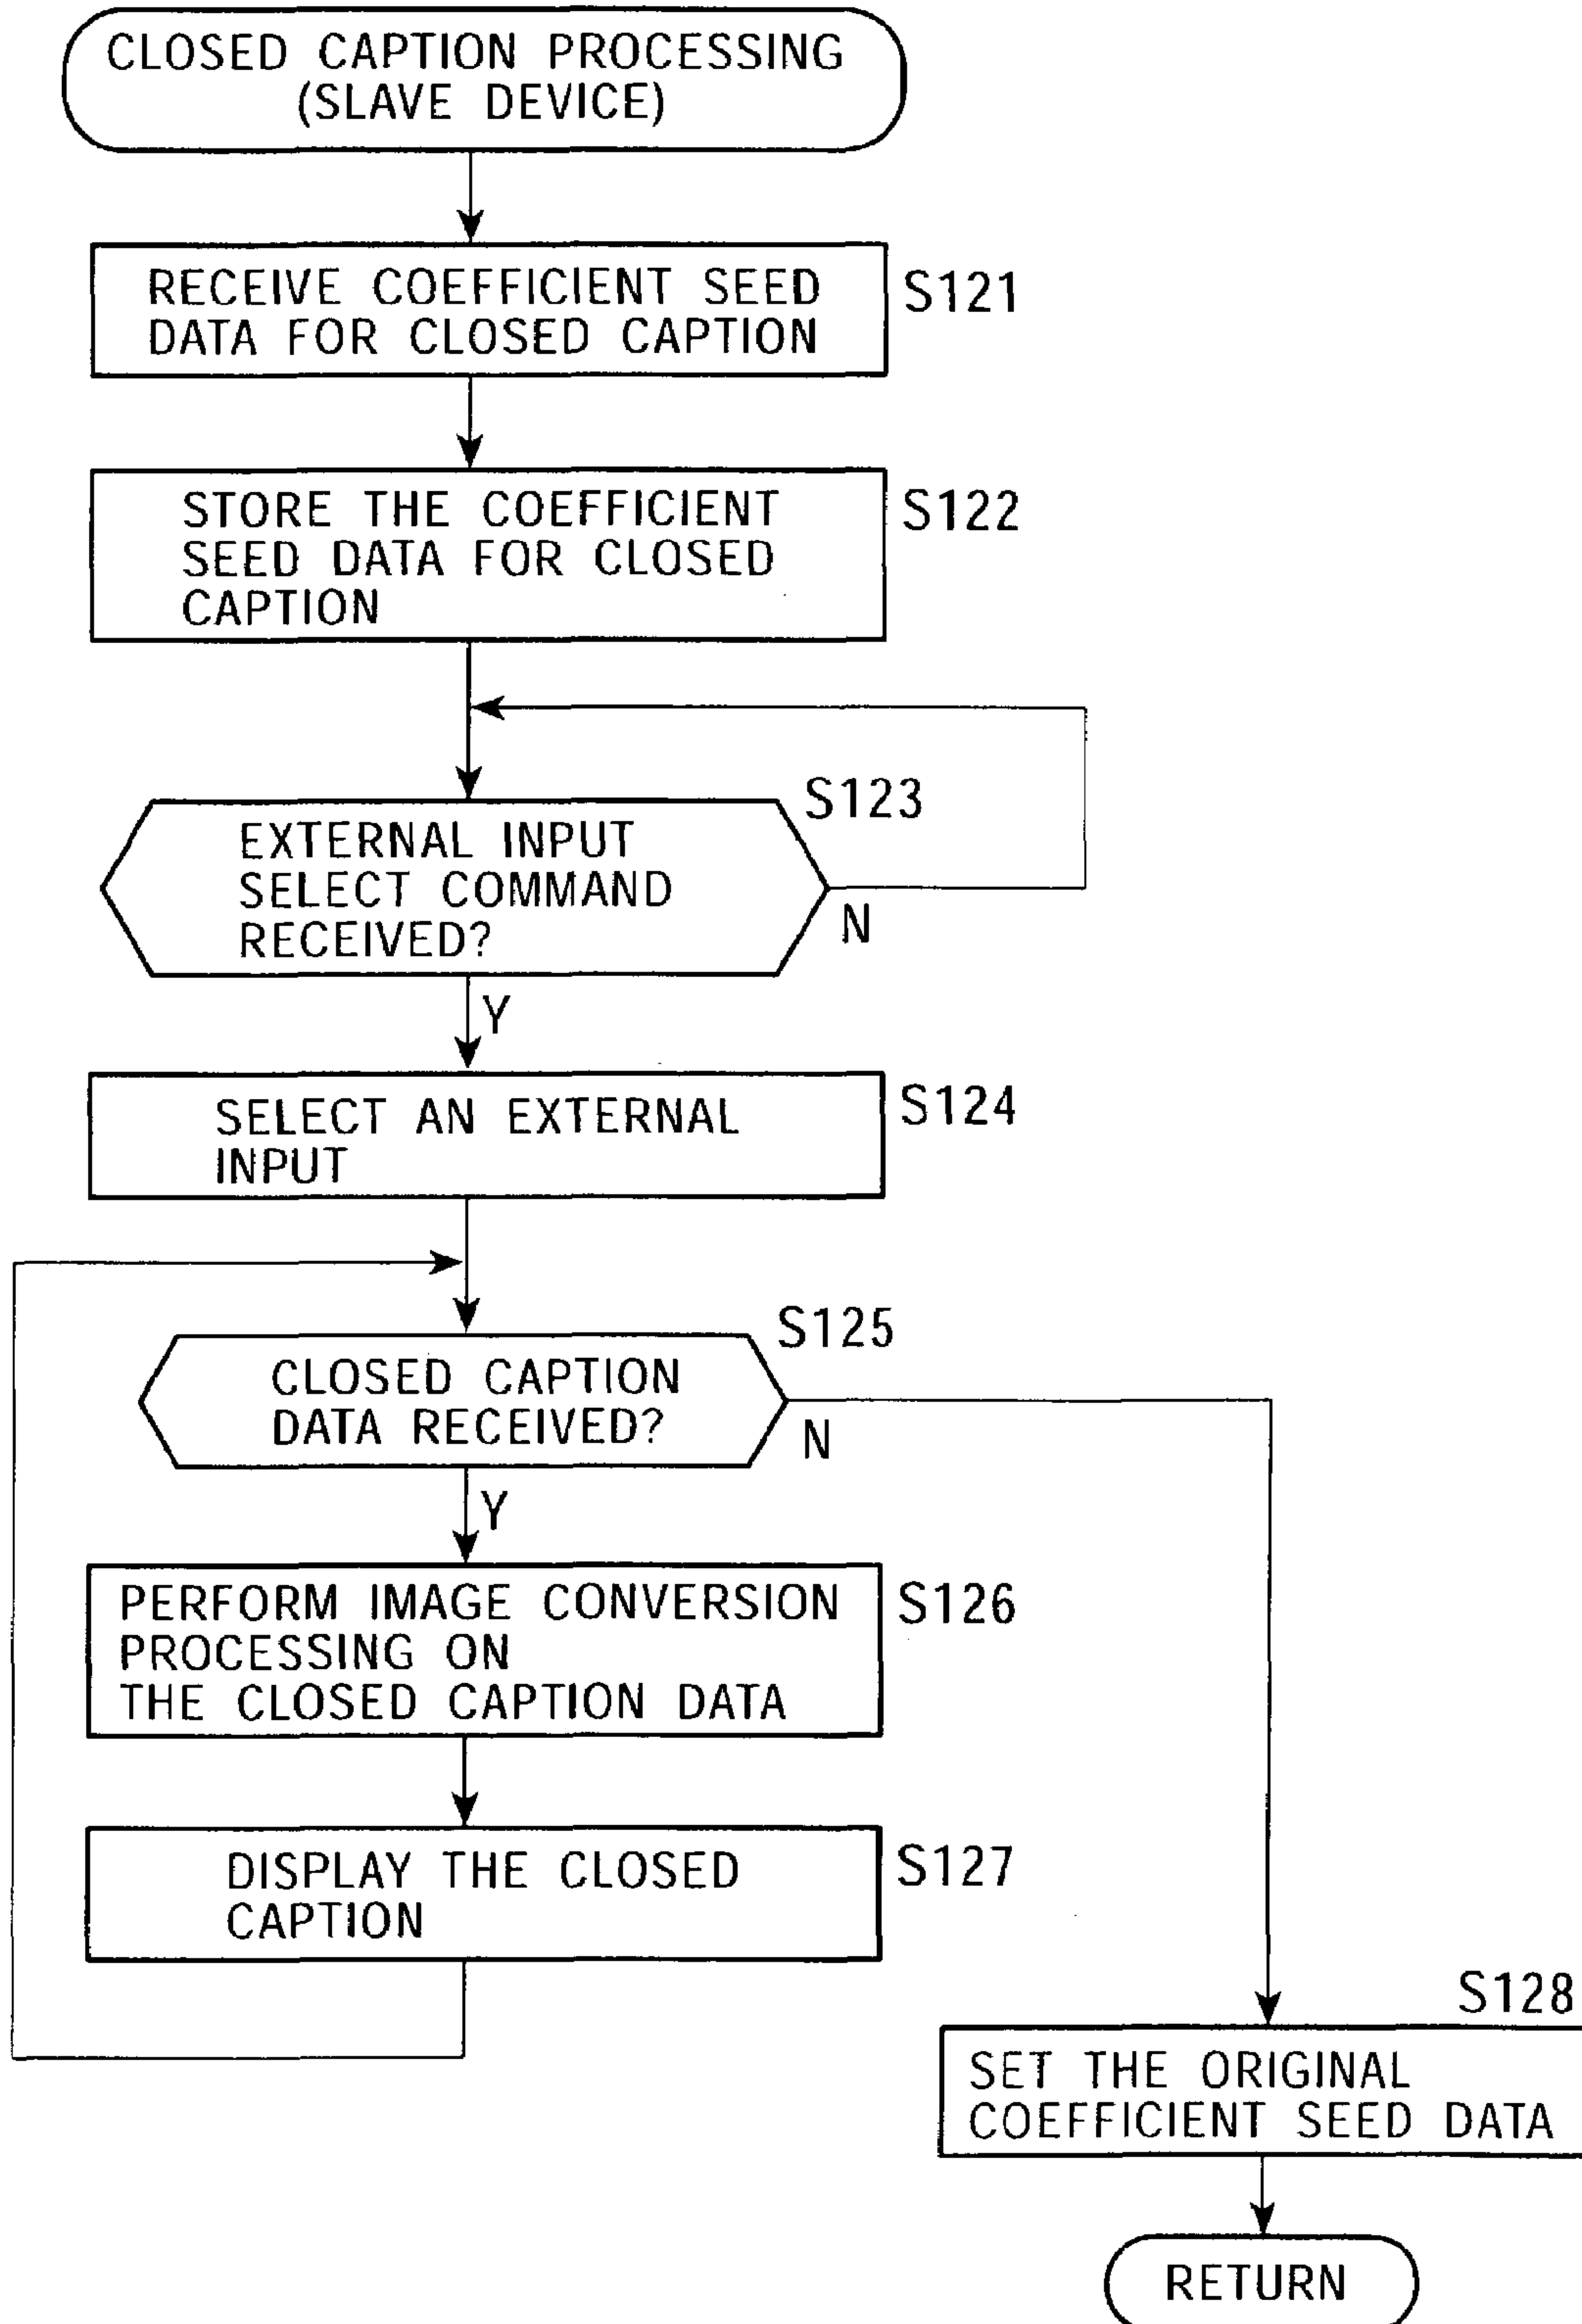 CLOSED CAPTION PROCESSING
(SLAVE DEVICE)
RECEIVE COEFFICIENT SEED
DATA FOR CLOSED CAPTION
S121
STORE THE COEFFICIENT
SEED DATA FOR CLOSED
CAPTION
S122
S123
EXTERNAL INPUT
SELECT COMMAND
RECEIVED?
N
Y
SELECT AN EXTERNAL
INPUT
S124
S125
CLOSED CAPTION
DATA RECEIVED?
N
Y
PERFORM IMAGE CONVERSION
PROCESSING ON
THE CLOSED CAPTION DATA
S126
DISPLAY THE CLOSED
CAPTION
S127
S128
SET THE ORIGINAL
COEFFICIENT SEED DATA
RETURN